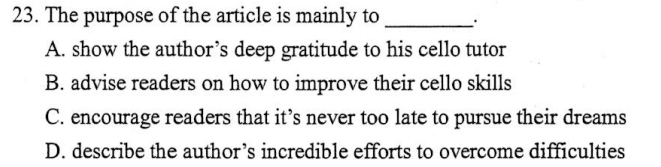 23. The purpose of the article is mainly to ________.
A. show the author's deep gratitude to his cello tutor
B. advise readers on how to improve their cello skills
C. encourage readers that it's never too late to pursue their dreams
D. describe the author's incredible efforts to overcome difficulties